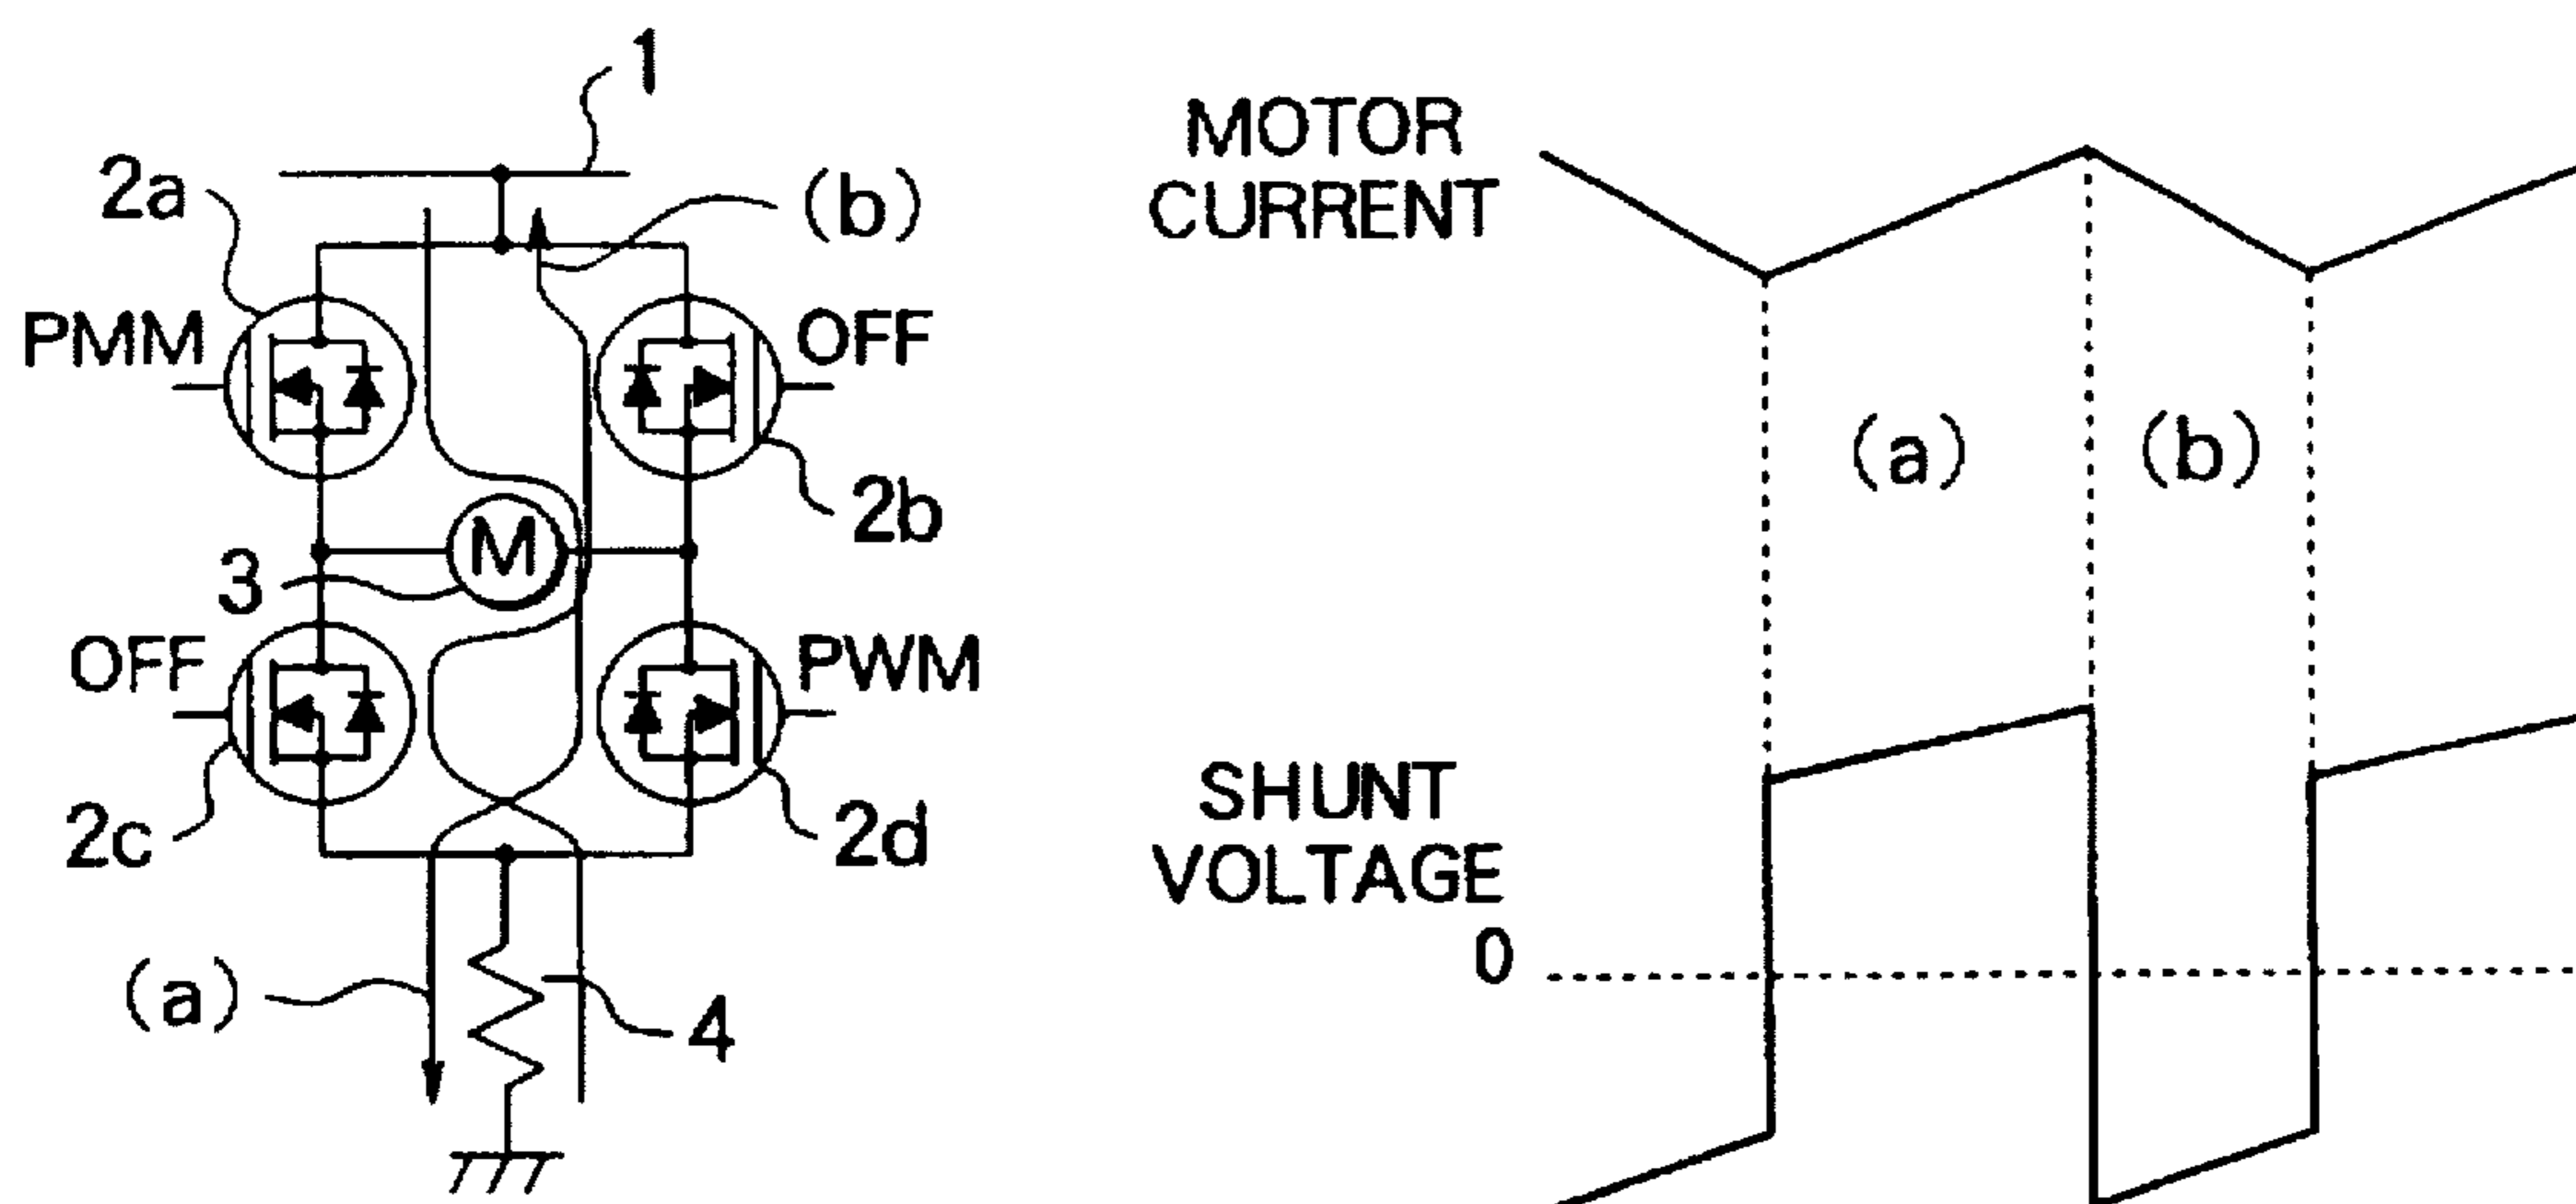 1
2a
(b)
PMM
OFF
2b
M
3
OFF
PWM
2c
2d
(a)
4
MOTOR
CURRENT
(a)
(b)
SHUNT
VOLTAGE
0